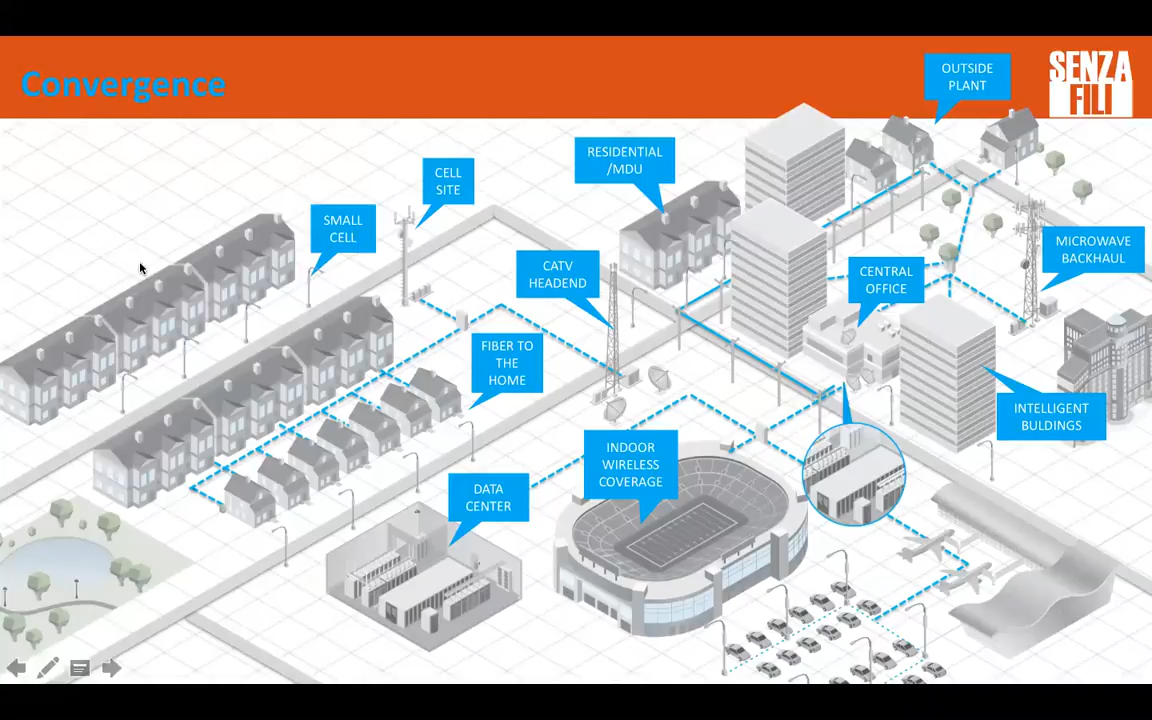 Convergence
SENZA
FILI
OUTSIDE
PLANT
RESIDENTIAL
/MDU
CELL
SITE
SMALL
CELL
MICROWAVE
BACKHAUL
CATV
HEADEND
CENTRAL
OFFICE
FIBER TO
THE
HOME
INTELLIGENT
BULDINGS
INDOOR
WIRELESS
COVERAGE
DATA
CENTER